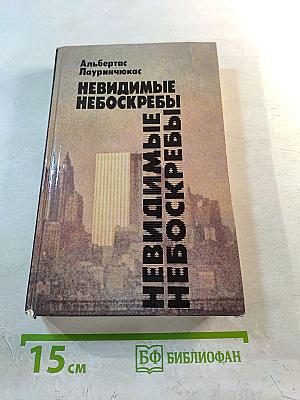 Альбертас
Лауринчюкас
НЕВИДИМЫЕ
НЕБОСКРЕБЫ
НЕВИДИМЫЕ
НЕБОСКРЕБЫ
15 см
БФ БИБЛИОФАН